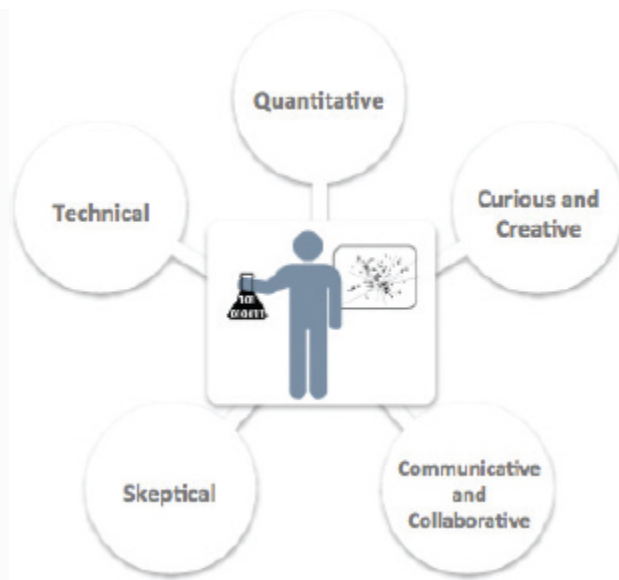 Quantitative
Technical
Curious and
Creative
Skeptical
Communicative
and
Collaborative